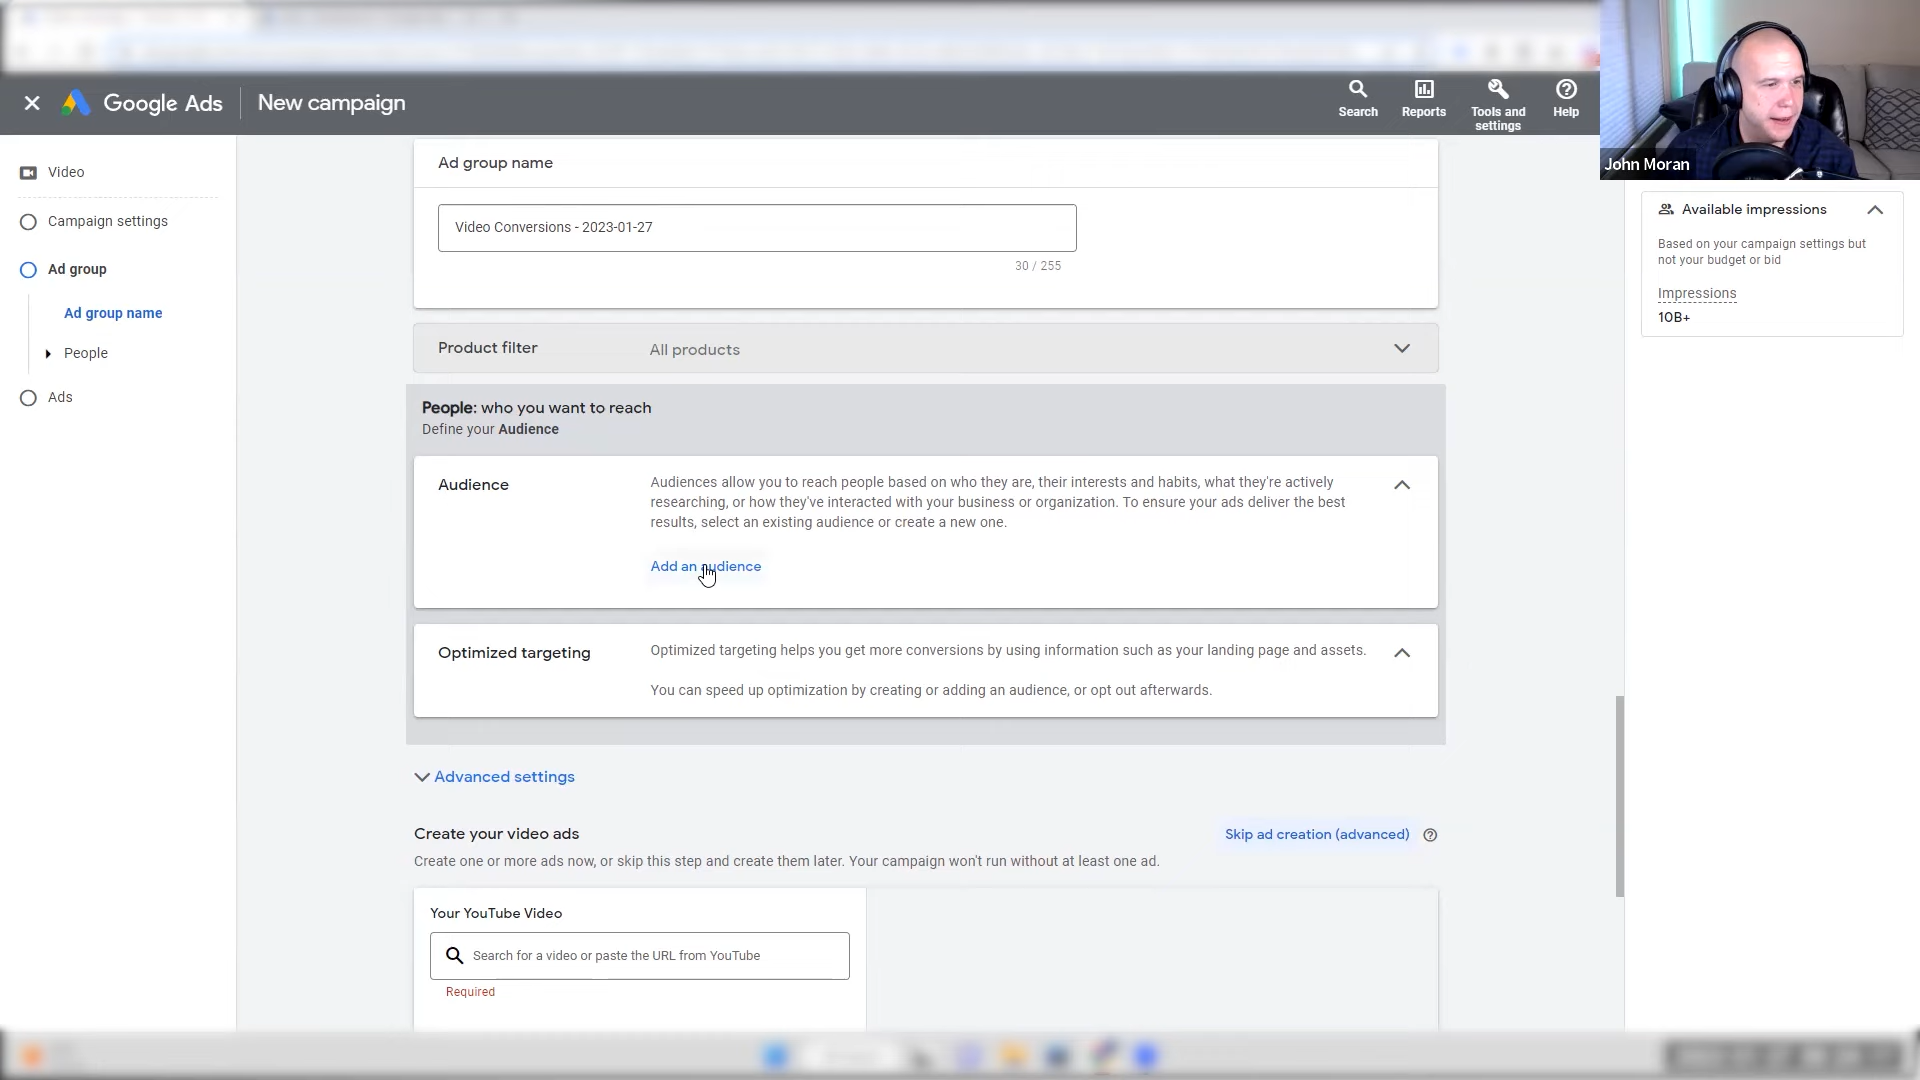 Google Ads
New campaign
Search
Reports
Tools and
settings
Help
John Moran
Video
Campaign settings
Ad group
Ad group name
People
Ads
Ad group name
Video Conversions - 2023-01-27
30 / 255
Product filter
All products
People: who you want to reach
Define your Audience
Audience
Audiences allow you to reach people based on who they are, their interests and habits, what they're actively
researching, or how they've interacted with your business or organization. To ensure your ads deliver the best
results, select an existing audience or create a new one.
Add an audience
Optimized targeting
Optimized targeting helps you get more conversions by using information such as your landing page and assets.
You can speed up optimization by creating or adding an audience, or opt out afterwards.
Advanced settings
Create your video ads
Skip ad creation (advanced)
Create one or more ads now, or skip this step and create them later. Your campaign won't run without at least one ad.
Your YouTube Video
Search for a video or paste the URL from YouTube
Required
Available impressions
Based on your campaign settings but
not your budget or bid
Impressions
10B+